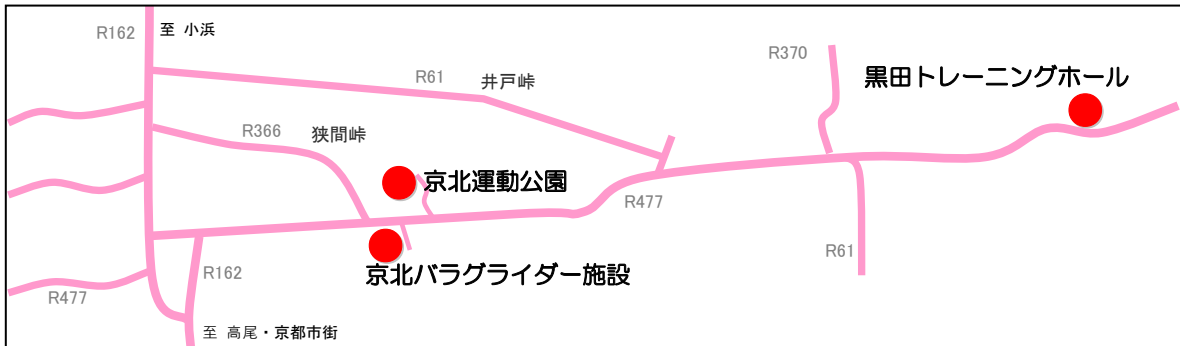 R162
至 小浜
R370
R61
井戸峠
黒田トレーニングホール
R366
狭間峠
京北運動公園
R477
R61
R162
京北バラグライダー施設
R477
至 高尾・京都市街